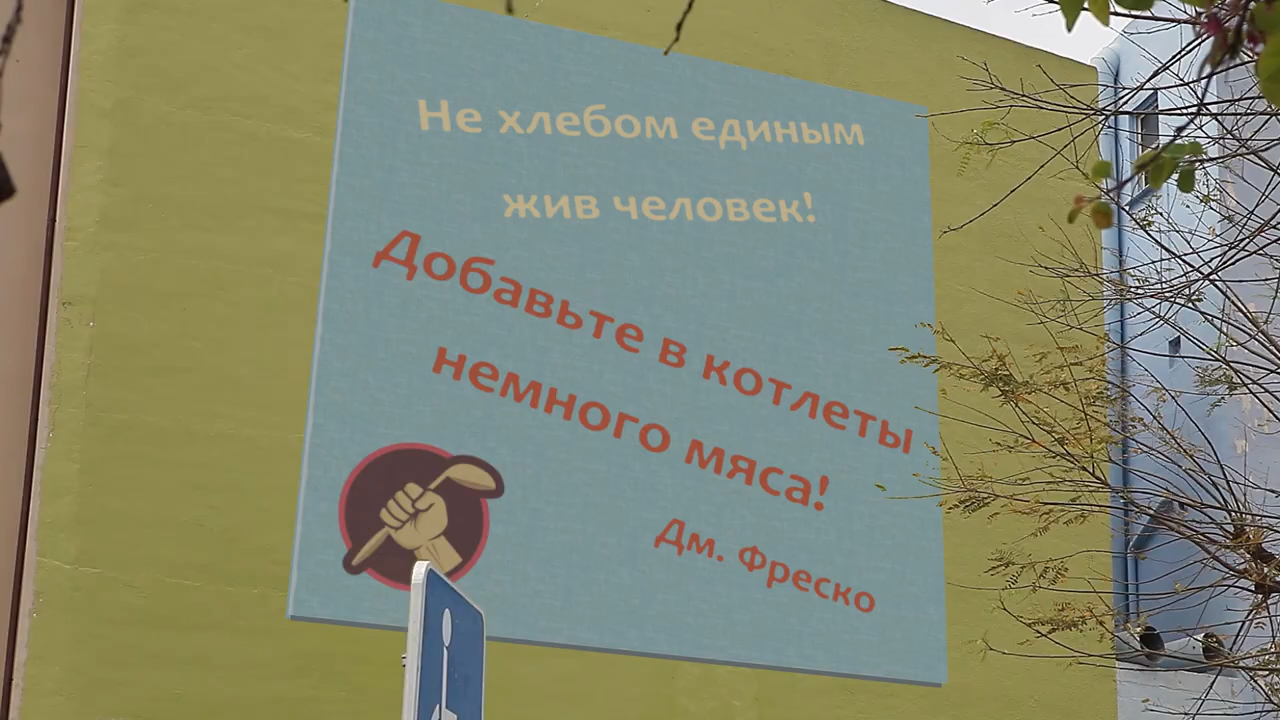 Не хлебом единым
жив человек!
Добавьте в котлеты
немного мяса!
Дм. Фреско